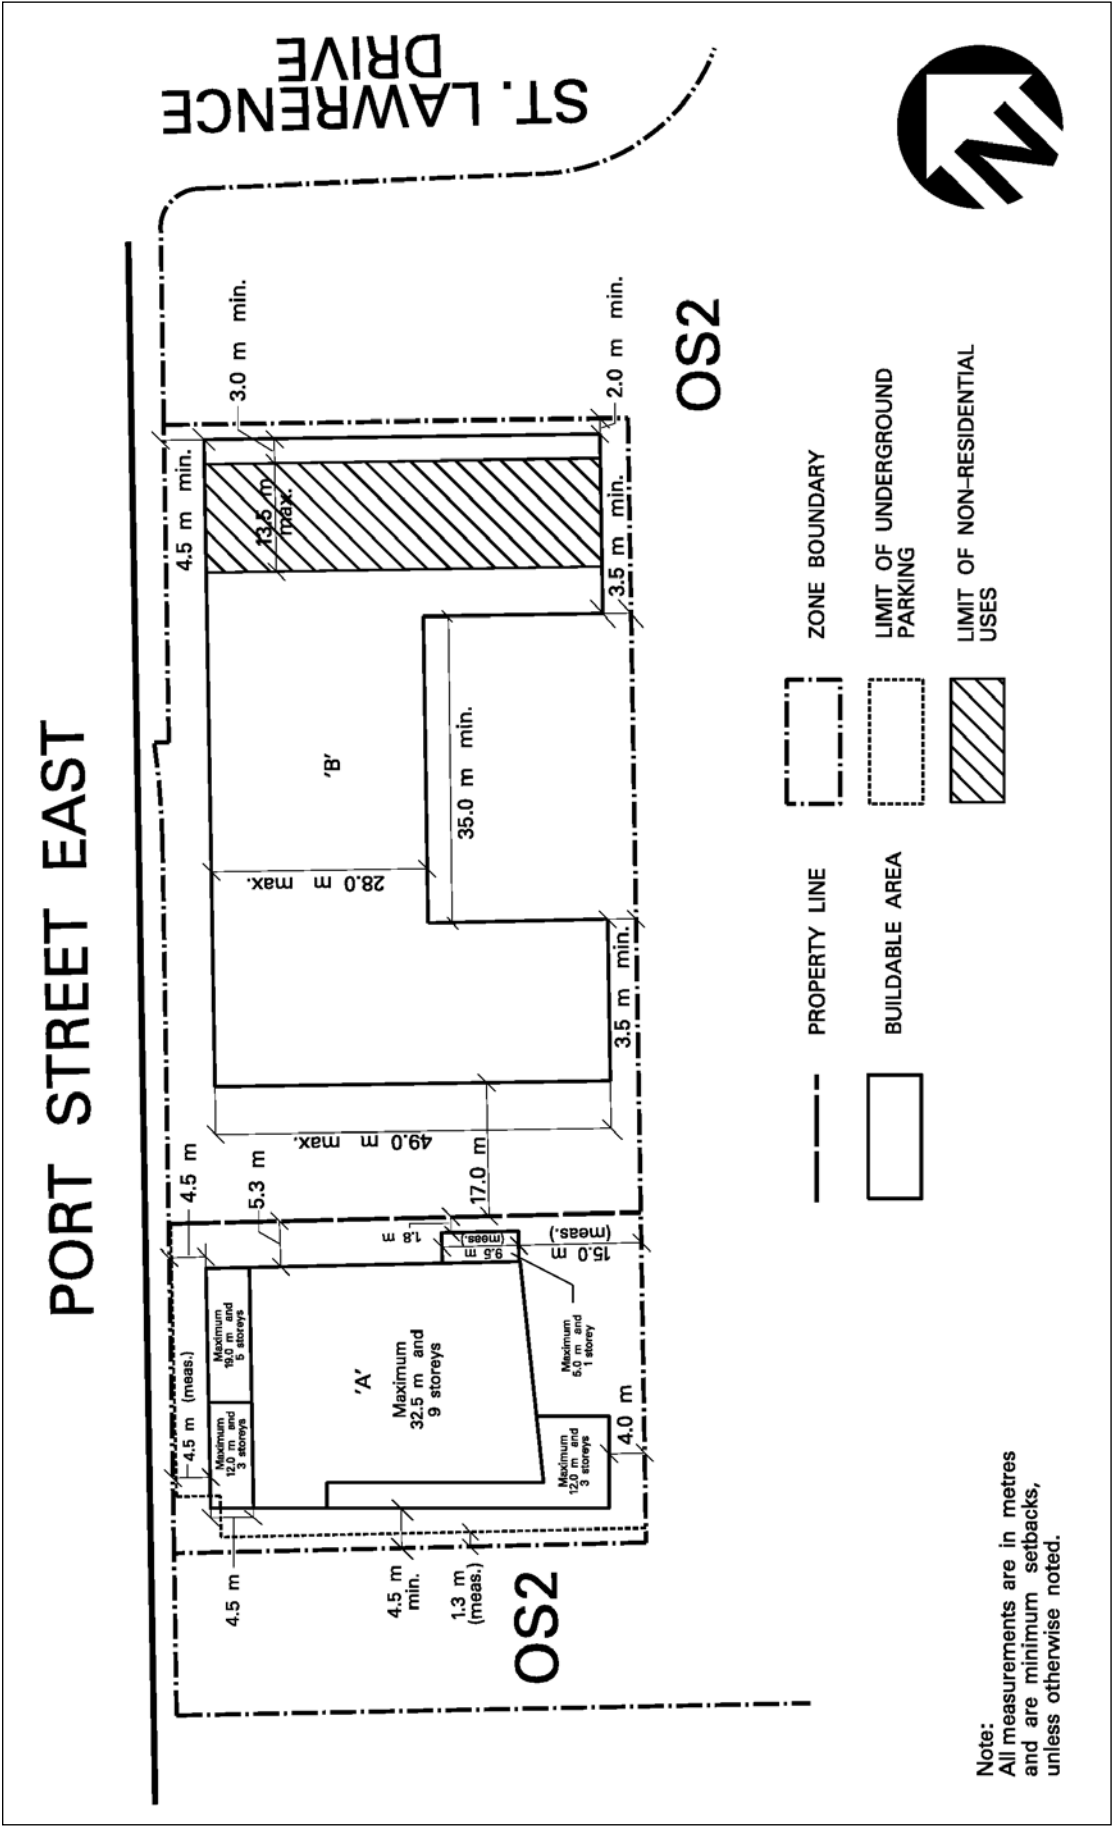 PORT STREET EAST
ST. LAWRENCE
DRIVE
4.5 m
5.3 m
4.5 m (meas.)
4.5 m
Maximum
12.0 m and
3 storeys
Maximum
19.0 m and
5 storeys
'A'
Maximum
32.5 m and
9 storeys
1.8 m
9.5 m
(meas.)
15.0 m
(meas.)
17.0 m
Maximum
5.0 m and
1 storey
Maximum
12.0 m and
3 storeys
4.0 m
4.5 m
min.
1.3 m
(meas.)
OS2
49.0 m max.
28.0 m max.
'B'
35.0 m min.
3.5 m min.
3.5 m min.
4.5 m min.
13.5 m
max.
3.0 m min.
2.0 m min.
OS2
PROPERTY LINE
BUILDABLE AREA
ZONE BOUNDARY
LIMIT OF UNDERGROUND
PARKING
LIMIT OF NON-RESIDENTIAL
USES
Note:
All measurements are in metres
and are minimum setbacks,
unless otherwise noted.
N